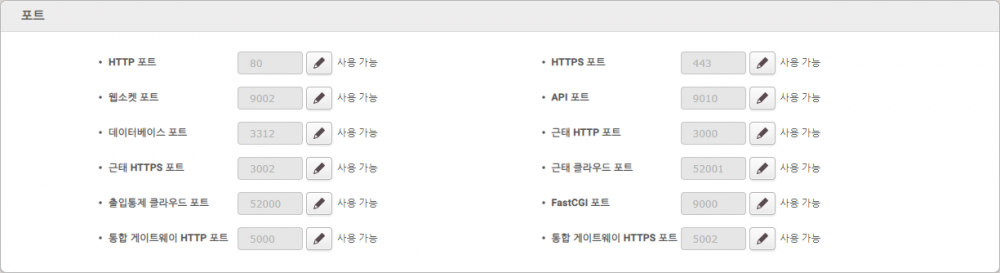 포트
• HTTP 포트 80 사용 가능 • HTTPS 포트 443 사용 가능
• 웹소켓 포트 9002 사용 가능 • API 포트 9010 사용 가능
• 데이터베이스 포트 3312 사용 가능 • 근태 HTTP 포트 3000 사용 가능
• 근태 HTTPS 포트 3002 사용 가능 • 근태 클라우드 포트 52001 사용 가능
• 출입통제 클라우드 포트 52000 사용 가능 • FastCGI 포트 9000 사용 가능
• 통합 게이트웨이 HTTP 포트 5000 사용 가능 • 통합 게이트웨이 HTTPS 포트 5002 사용 가능